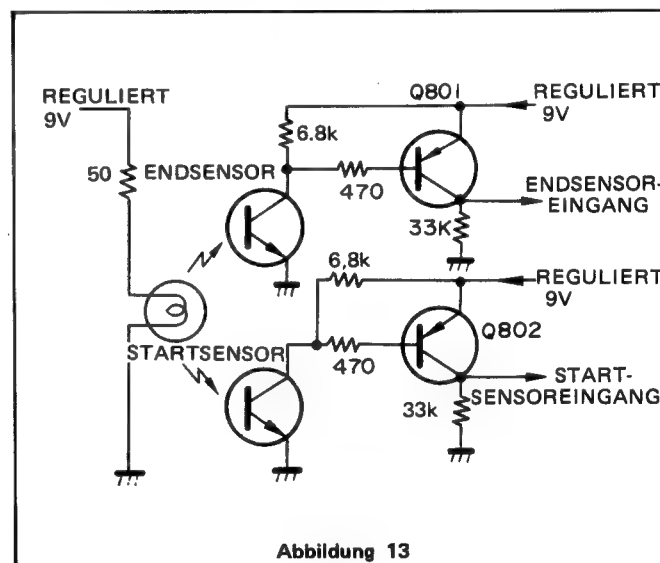 REGULIERT
9V
50
ENDSENSOR
6.8k
470
Q801
REGULIERT
9V
ENDSENSOR-
EINGANG
33K
STARTSENSOR
6,8k
470
REGULIERT
9V
Q802
START-
SENSOREINGANG
33k
Abbildung 13